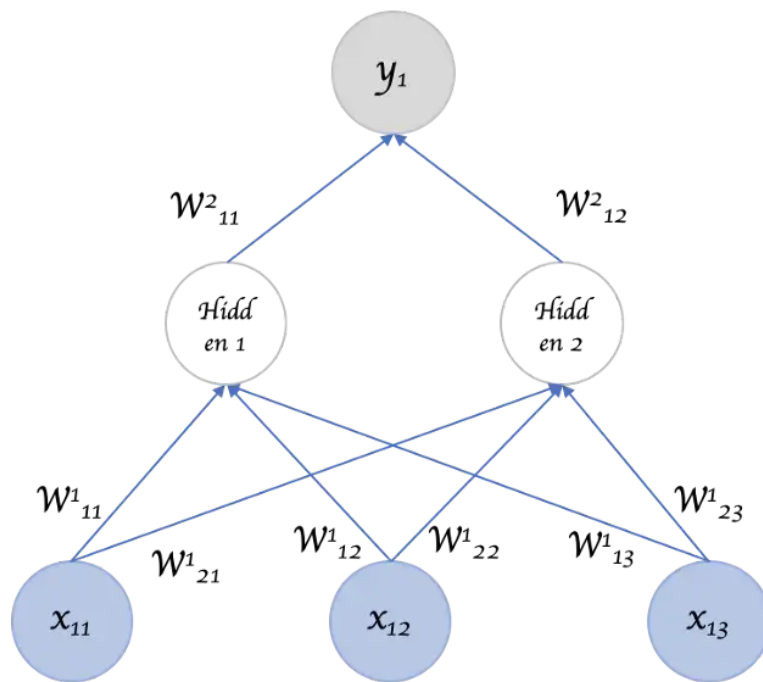 y₁
W²₁₁
W²₁₂
Hidd
en 1
Hidd
en 2
W¹₁₁
W¹₂₁
W¹₁₂
W¹₂₂
W¹₁₃
W¹₂₃
x₁₁
x₁₂
x₁₃